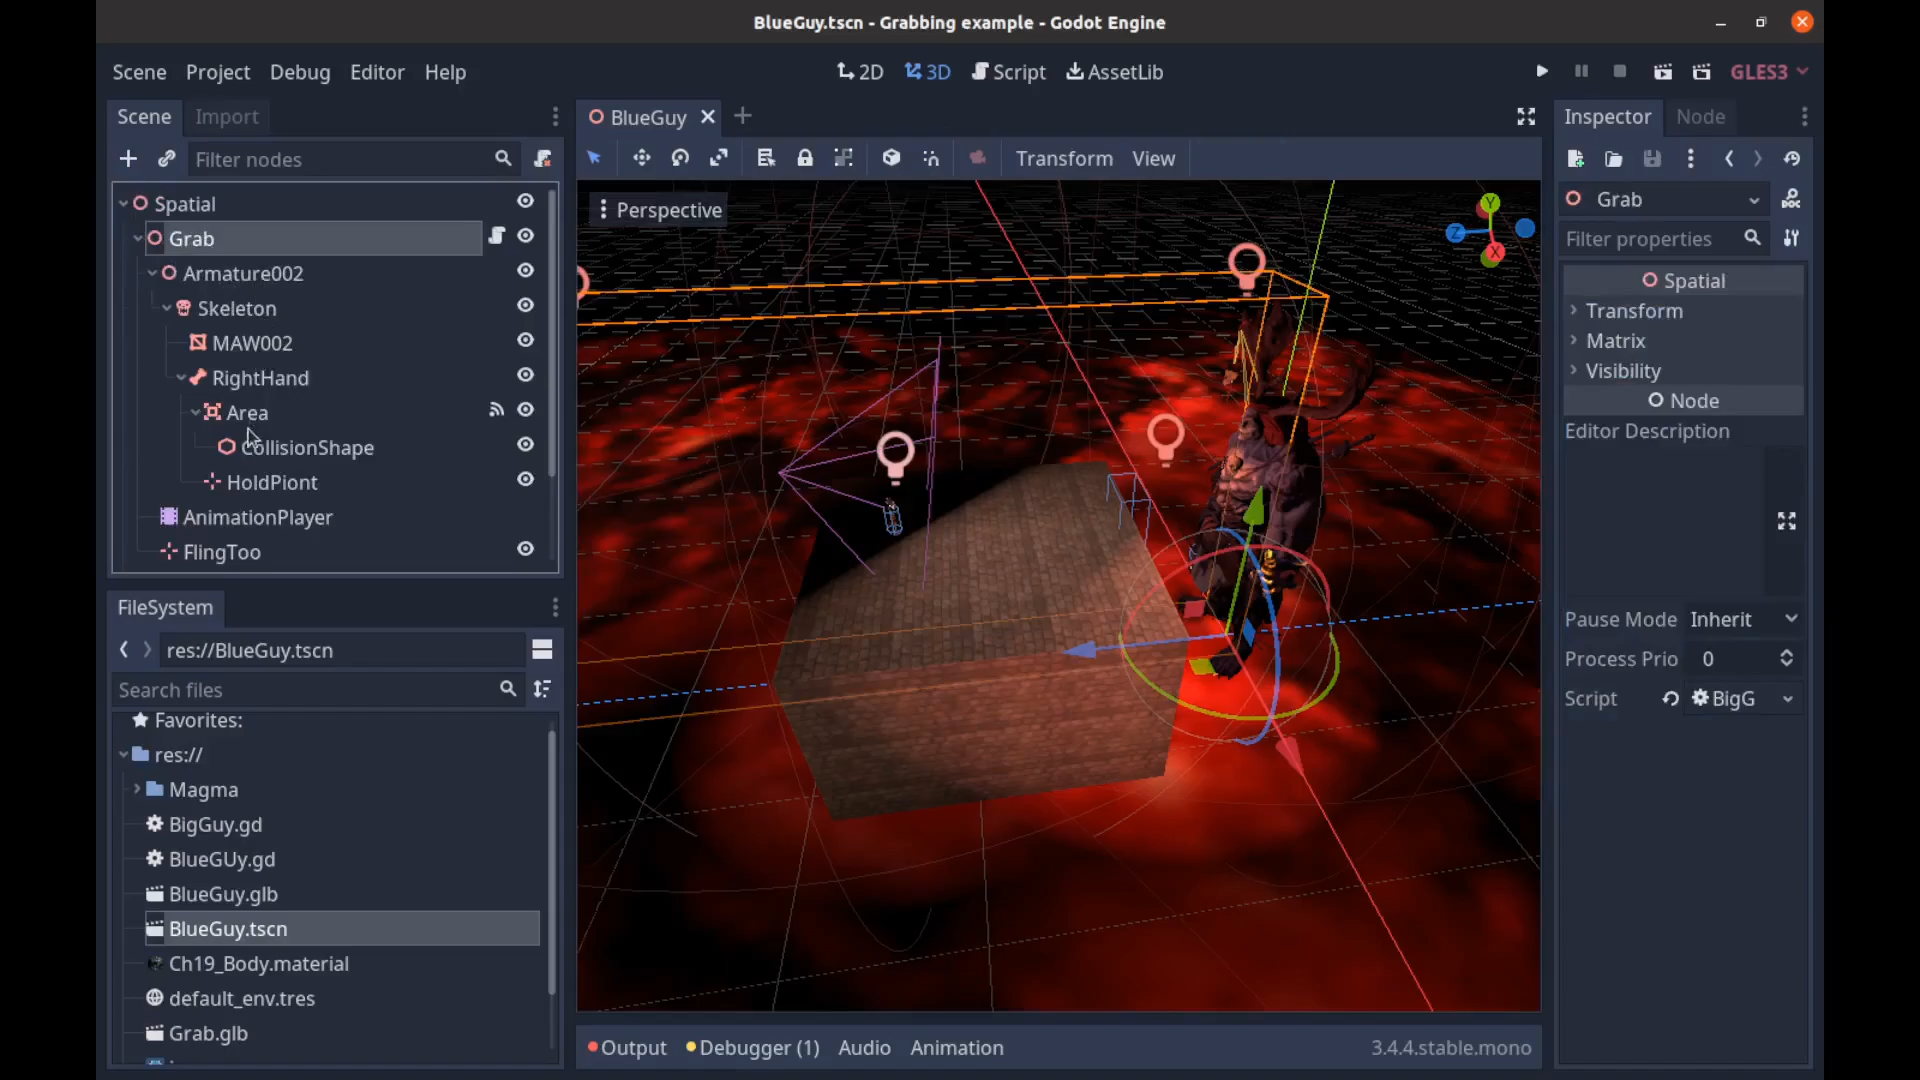 BlueGuy.tscn - Grabbing example - Godot Engine
Scene Project Debug Editor Help
2D 3D Script AssetLib
GLES3
Scene Import
Filter nodes
Spatial
Grab
Armature002
Skeleton
MAW002
RightHand
Area
CollisionShape
HoldPiont
AnimationPlayer
FlingToo
FileSystem
res://BlueGuy.tscn
Search files
Favorites:
res://
Magma
BigGuy.gd
BlueGUy.gd
BlueGuy.glb
BlueGuy.tscn
Ch19_Body.material
default_env.tres
Grab.glb
BlueGuy
Transform View
Perspective
Y
Z
X
Output Debugger (1) Audio Animation 3.4.4.stable.mono
Inspector Node
Grab
Filter properties
Spatial
Transform
Matrix
Visibility
Node
Editor Description
Pause Mode Inherit
Process Prio 0
Script BigG